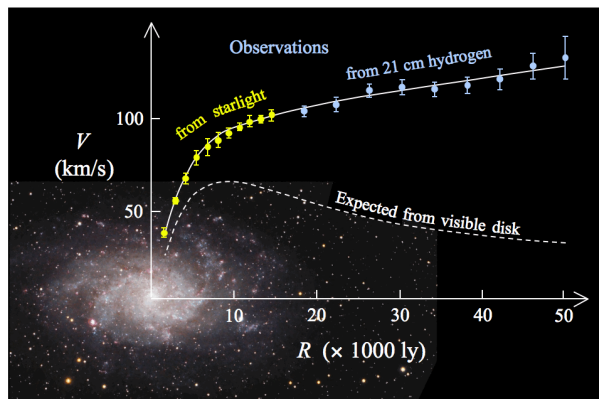 Observations
from 21 cm hydrogen
from starlight
100
V
(km/s)
Expected from visible disk
50
10
20
30
40
50
R (× 1000 ly)